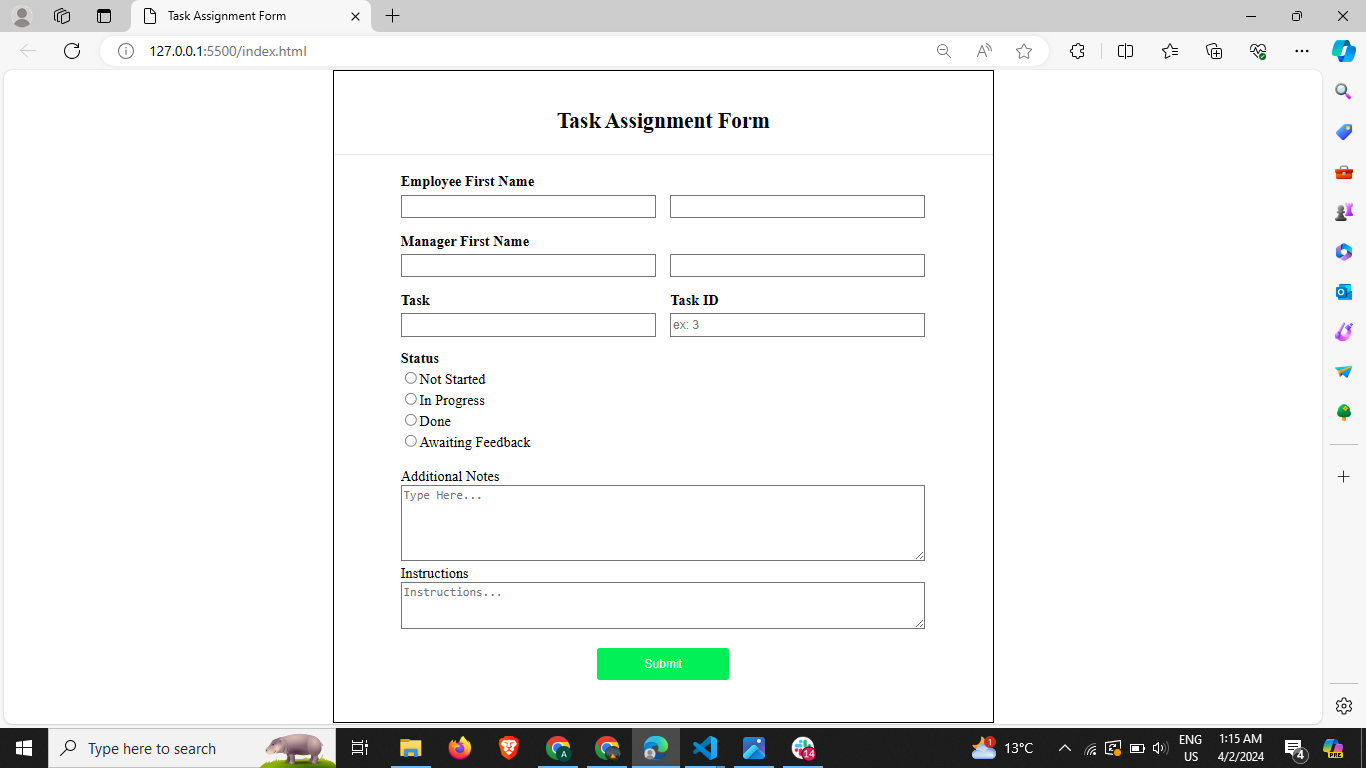 Task Assignment Form
127.0.0.1:5500/index.html
Task Assignment Form
Employee First Name
Manager First Name
Task Task ID
ex: 3
Status
Not Started
In Progress
Done
Awaiting Feedback
Additional Notes
Type Here...
Instructions
Instructions...
Submit
Type here to search
A
14
1
13°C
ENG
US
1:15 AM
4/2/2024
4
PRE